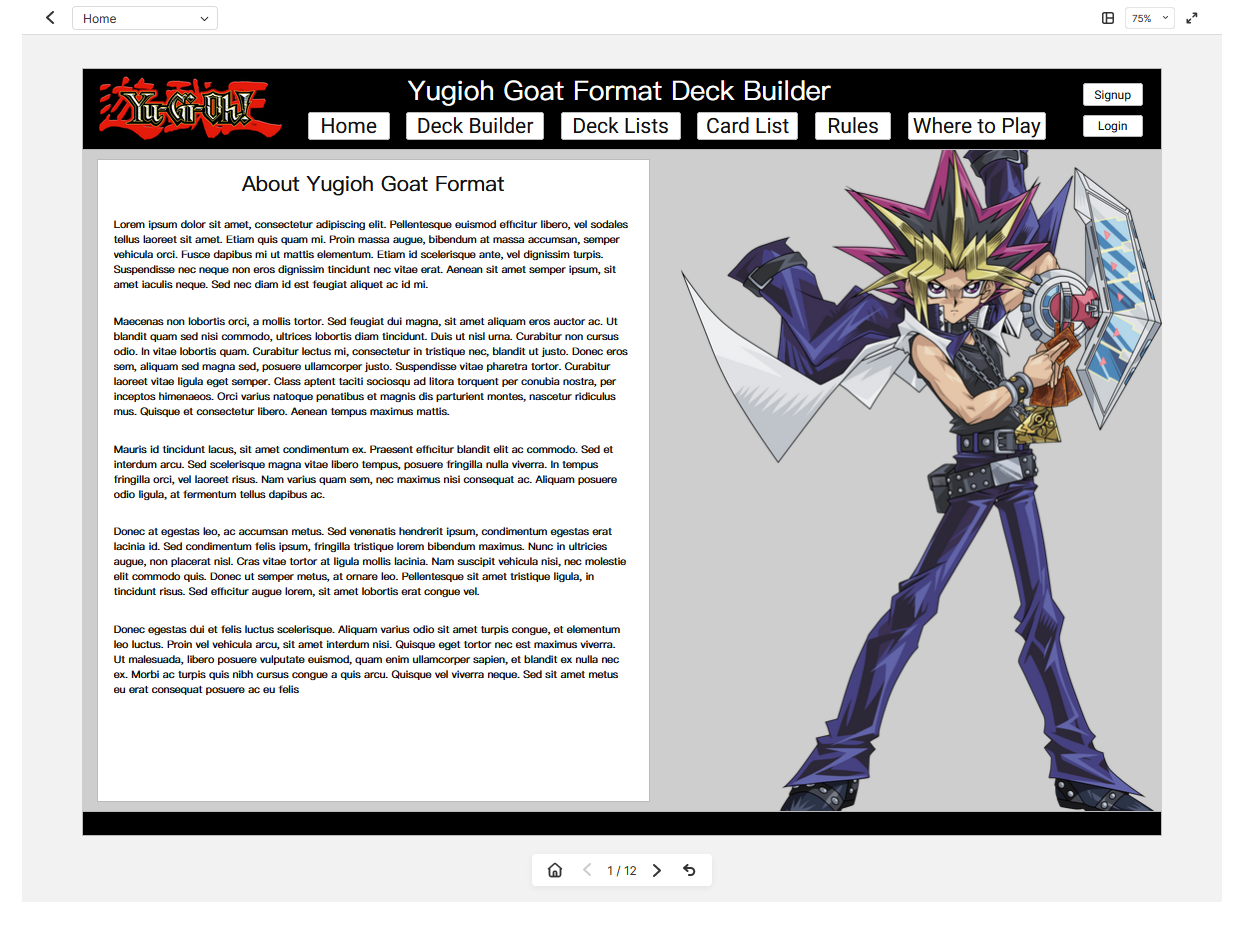 Home
75%
遊戯王
Yu-Gi-Oh!
Yugioh Goat Format Deck Builder
Home
Deck Builder
Deck Lists
Card List
Rules
Where to Play
Signup
Login
About Yugioh Goat Format
Lorem ipsum dolor sit amet, consectetur adipiscing elit. Pellentesque euismod efficitur libero, vel sodales
tellus laoreet sit amet. Etiam quis quam mi. Proin massa augue, bibendum at massa accumsan, semper
vehicula orci. Fusce dapibus mi ut mattis elementum. Etiam id scelerisque ante, vel dignissim turpis.
Suspendisse nec neque non eros dignissim tincidunt nec vitae erat. Aenean sit amet semper ipsum, sit
amet iaculis neque. Sed nec diam id est feugiat aliquet ac id mi.
Maecenas non lobortis orci, a mollis tortor. Sed feugiat dui magna, sit amet aliquam eros auctor ac. Ut
blandit quam sed nisi commodo, ultrices lobortis diam tincidunt. Duis ut nisl urna. Curabitur non cursus
odio. In vitae lobortis quam. Curabitur lectus mi, consectetur in tristique nec, blandit ut justo. Donec eros
sem, aliquam sed magna sed, posuere ullamcorper justo. Suspendisse vitae pharetra tortor. Curabitur
laoreet vitae ligula eget semper. Class aptent taciti sociosqu ad litora torquent per conubia nostra, per
inceptos himenaeos. Orci varius natoque penatibus et magnis dis parturient montes, nascetur ridiculus
mus. Quisque et consectetur libero. Aenean tempus maximus mattis.
Mauris id tincidunt lacus, sit amet condimentum ex. Praesent efficitur blandit elit ac commodo. Sed et
interdum arcu. Sed scelerisque magna vitae libero tempus, posuere fringilla nulla viverra. In tempus
fringilla orci, vel laoreet risus. Nam varius quam sem, nec maximus nisi consequat ac. Aliquam posuere
odio ligula, at fermentum tellus dapibus ac.
Donec at egestas leo, ac accumsan metus. Sed venenatis hendrerit ipsum, condimentum egestas erat
lacinia id. Sed condimentum felis ipsum, fringilla tristique lorem bibendum maximus. Nunc in ultricies
augue, non placerat nisl. Cras vitae tortor at ligula mollis lacinia. Nam suscipit vehicula nisi, nec molestie
elit commodo quis. Donec ut semper metus, at ornare leo. Pellentesque sit amet tristique ligula, in
tincidunt risus. Sed efficitur augue lorem, sit amet lobortis erat congue vel.
Donec egestas dui et felis luctus scelerisque. Aliquam varius odio sit amet turpis congue, et elementum
leo luctus. Proin vel vehicula arcu, sit amet interdum nisi. Quisque eget tortor nec est maximus viverra.
Ut malesuada, libero posuere vulputate euismod, quam enim ullamcorper sapien, et blandit ex nulla nec
ex. Morbi ac turpis quis nibh cursus congue a quis arcu. Quisque vel viverra neque. Sed sit amet metus
eu erat consequat posuere ac eu felis
1 / 12